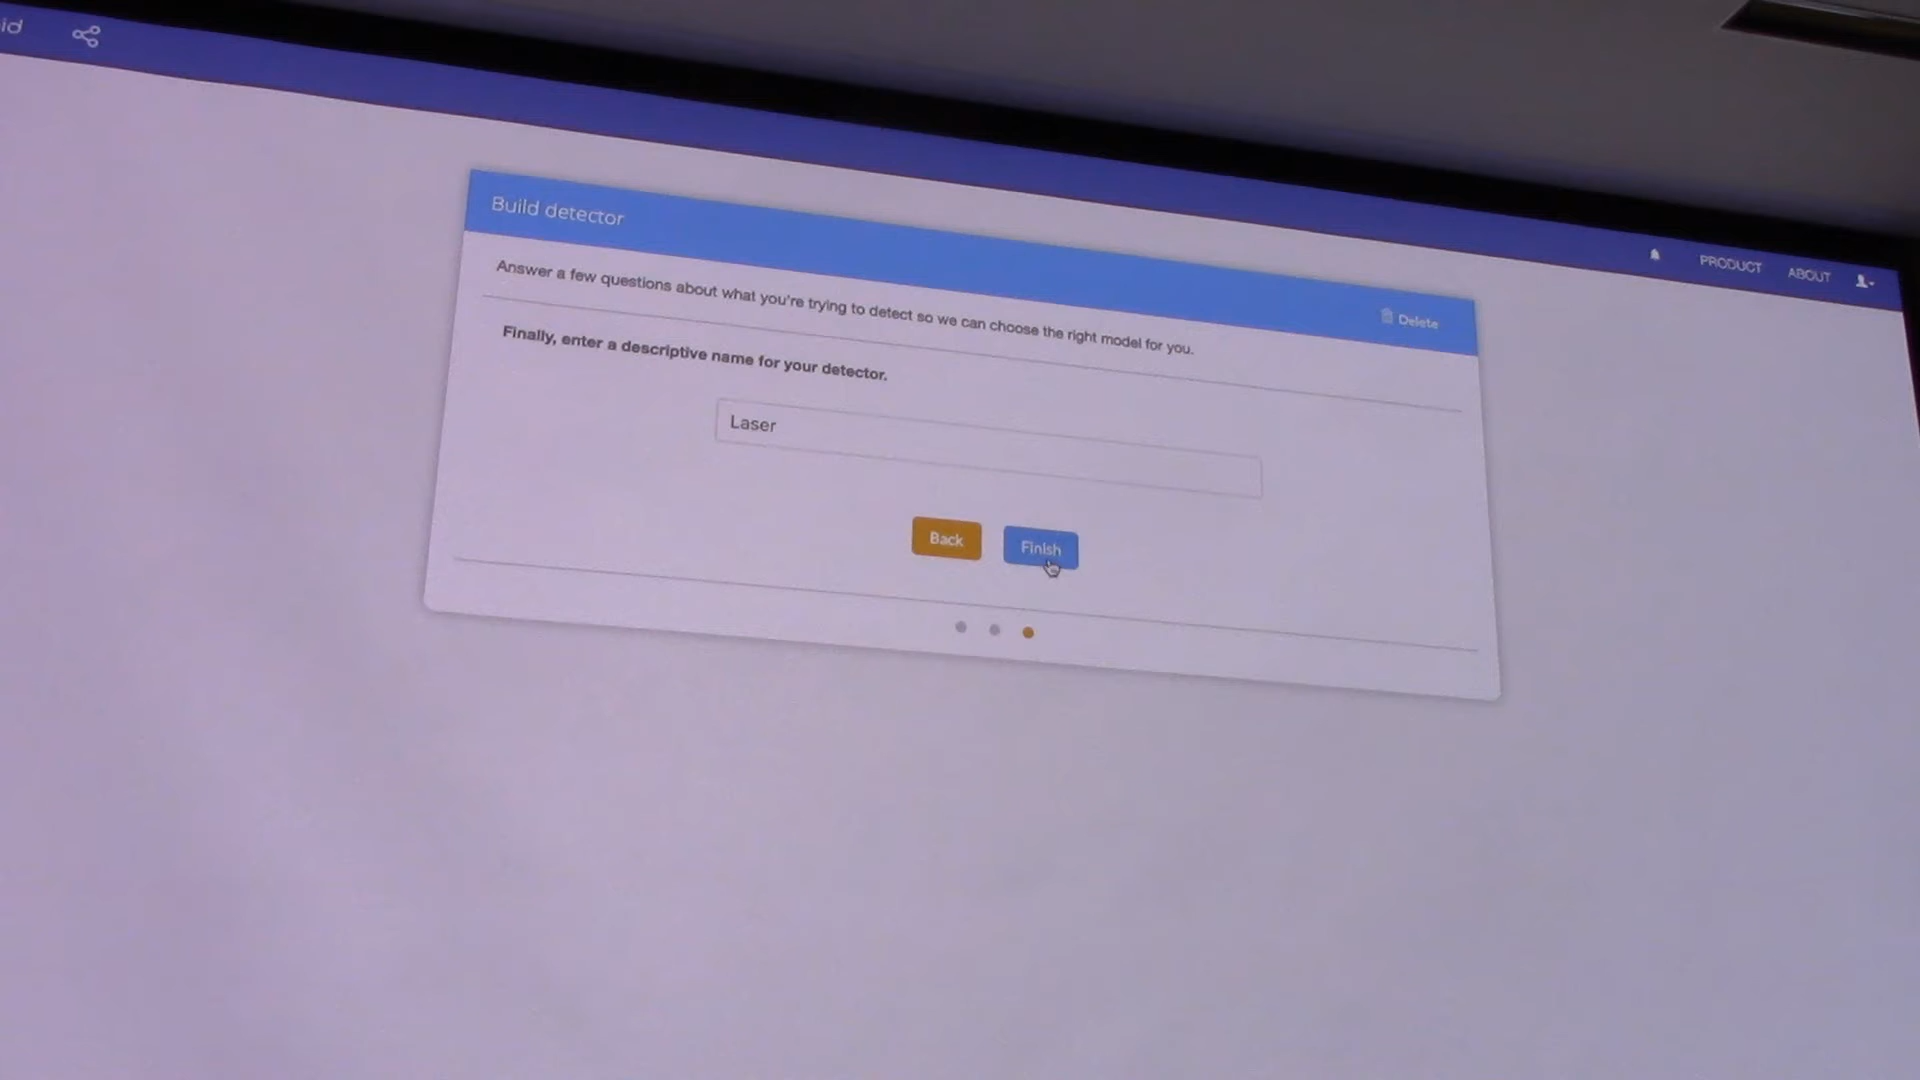 id
PRODUCT ABOUT
Build detector
Delete
Answer a few questions about what you're trying to detect so we can choose the right model for you.
Finally, enter a descriptive name for your detector.
Laser
Back Finish